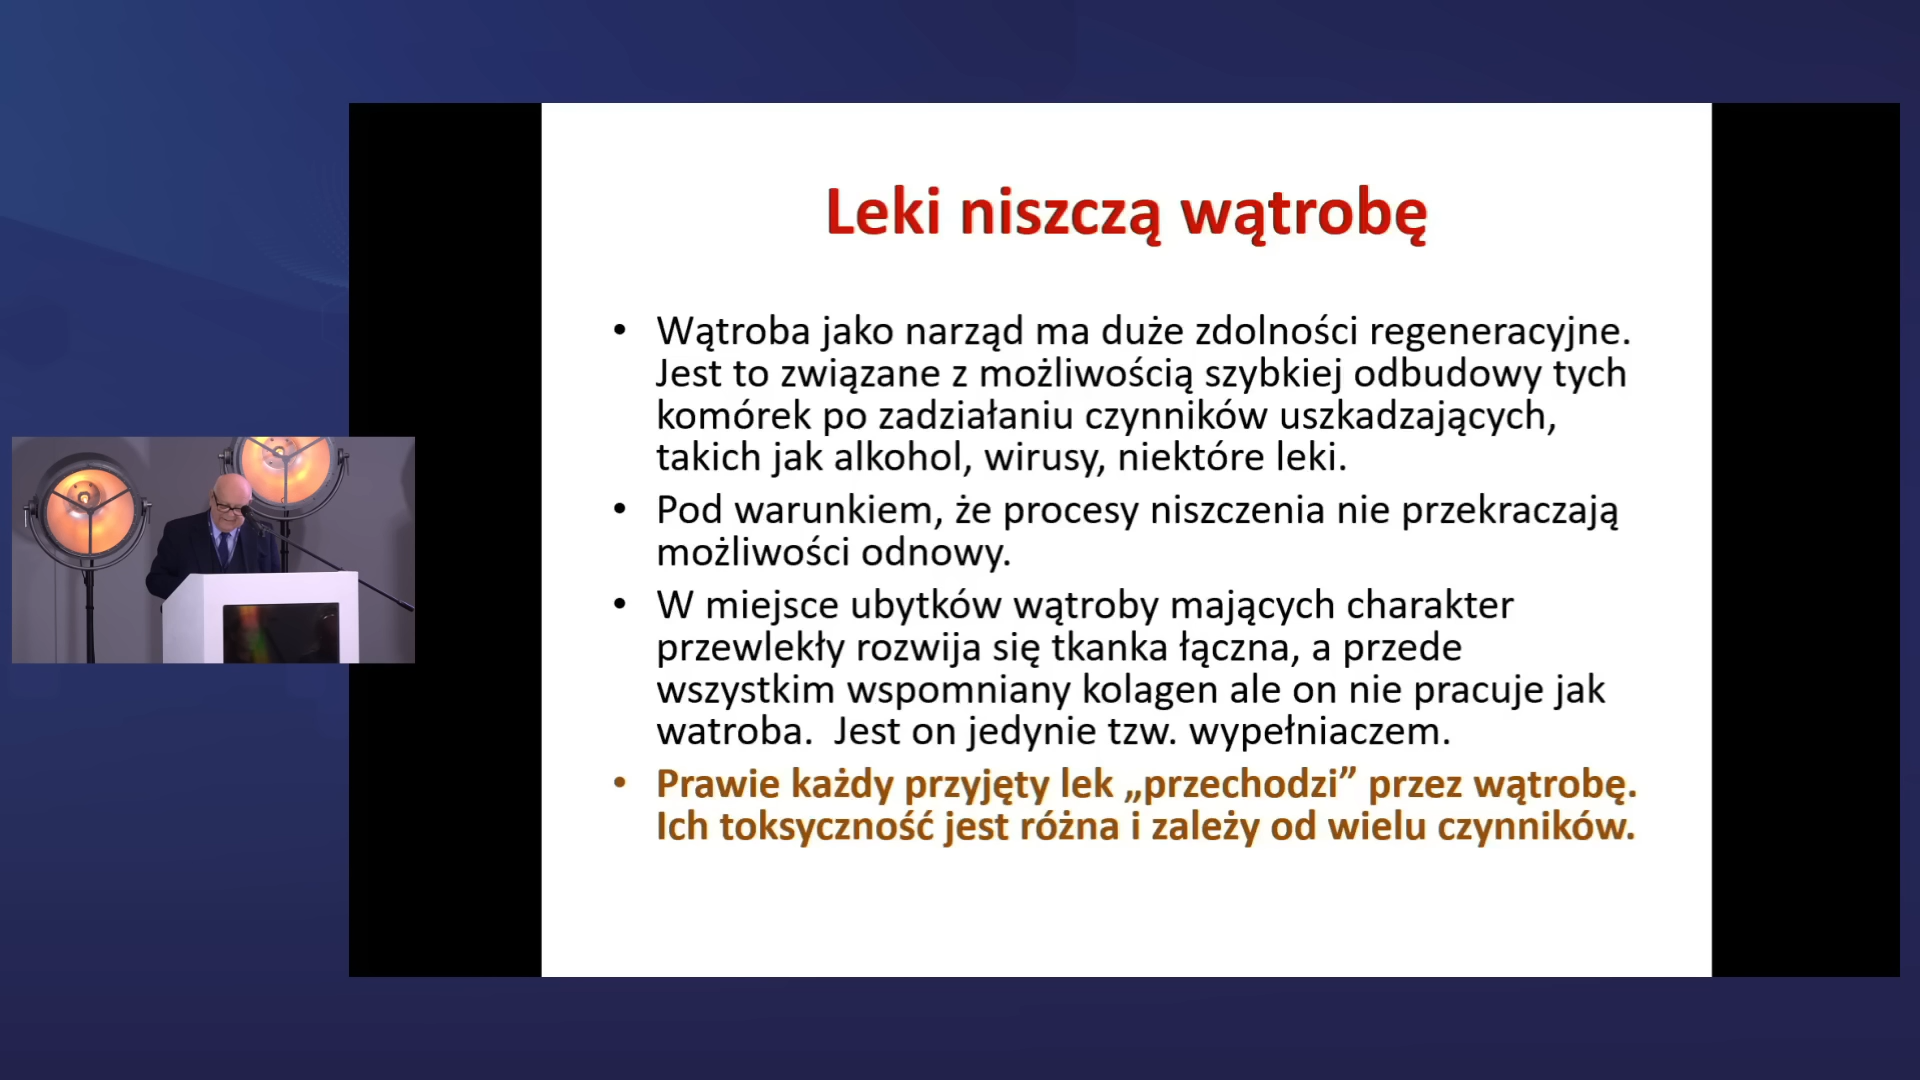 Leki niszczą wątrobę
• Wątroba jako narząd ma duże zdolności regeneracyjne.
Jest to związane z możliwością szybkiej odbudowy tych
komórek po zadziałaniu czynników uszkadzających,
takich jak alkohol, wirusy, niektóre leki.
• Pod warunkiem, że procesy niszczenia nie przekraczają
możliwości odnowy.
• W miejsce ubytków wątroby mających charakter
przewlekły rozwija się tkanka łączna, a przede
wszystkim wspomniany kolagen ale on nie pracuje jak
watroba.  Jest on jedynie tzw. wypełniaczem.
• Prawie każdy przyjęty lek „przechodzi” przez wątrobę.
Ich toksyczność jest różna i zależy od wielu czynników.